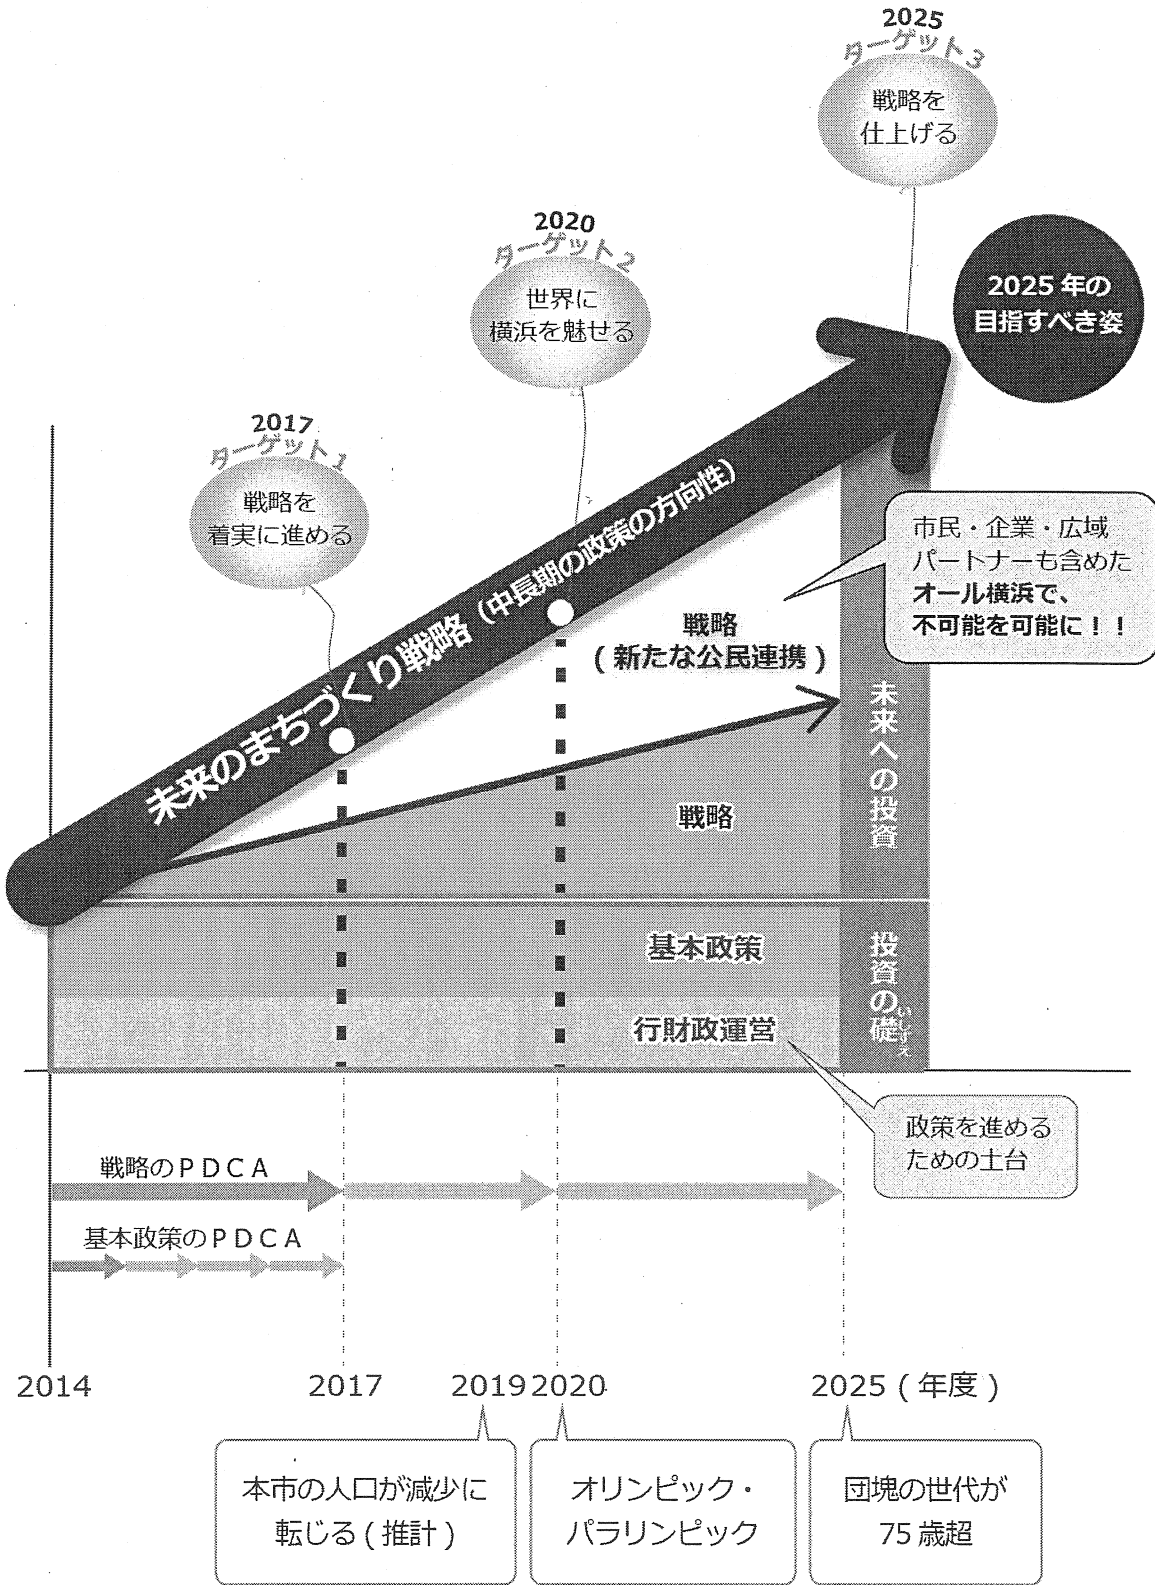 2025
ターゲット3
戦略を
仕上げる
2020
ターゲット2
世界に
横浜を魅せる
2025 年の
目指すべき姿
2017
ターゲット1
戦略を
着実に進める
未来のまちづくり戦略（中長期の政策の方向性）
市民・企業・広域
パートナーも含めた
オール横浜で、
不可能を可能に！！
戦略
( 新たな公民連携 )
未来への投資
戦略
基本政策
投資の礎
いしずえ
行財政運営
政策を進める
ための土台
戦略のＰＤＣＡ
基本政策のＰＤＣＡ
2014
2017
2019
2020
2025 ( 年度 )
本市の人口が減少に
転じる ( 推計 )
オリンピック・
パラリンピック
団塊の世代が
75 歳超